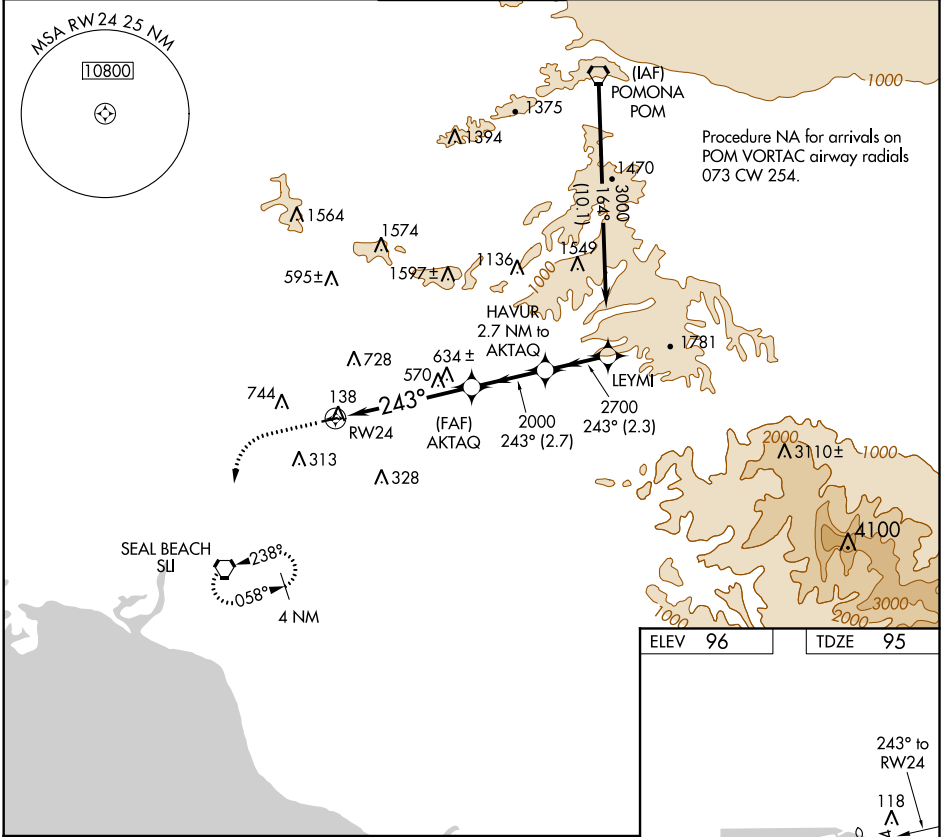 MSA RW24 25 NM
10800
(IAF)
POMONA
POM
1000
1375
1394
Procedure NA for arrivals on
POM VORTAC airway radials
073 CW 254.
1470
3000
164°
(10.1)
1564
1574
595±
1597±
1136
1549
1000
HAVUR
2.7 NM to
AKTAQ
1781
728
634±
570
LEYMI
744
138
243°
RW24
(FAF)
AKTAQ
2000
243° (2.7)
2700
243° (2.3)
313
328
2000
3110±
1000
4100
SEAL BEACH
SLI
238°
058°
4 NM
1000
2000
3000
ELEV 96
TDZE 95
243° to
RW24
118